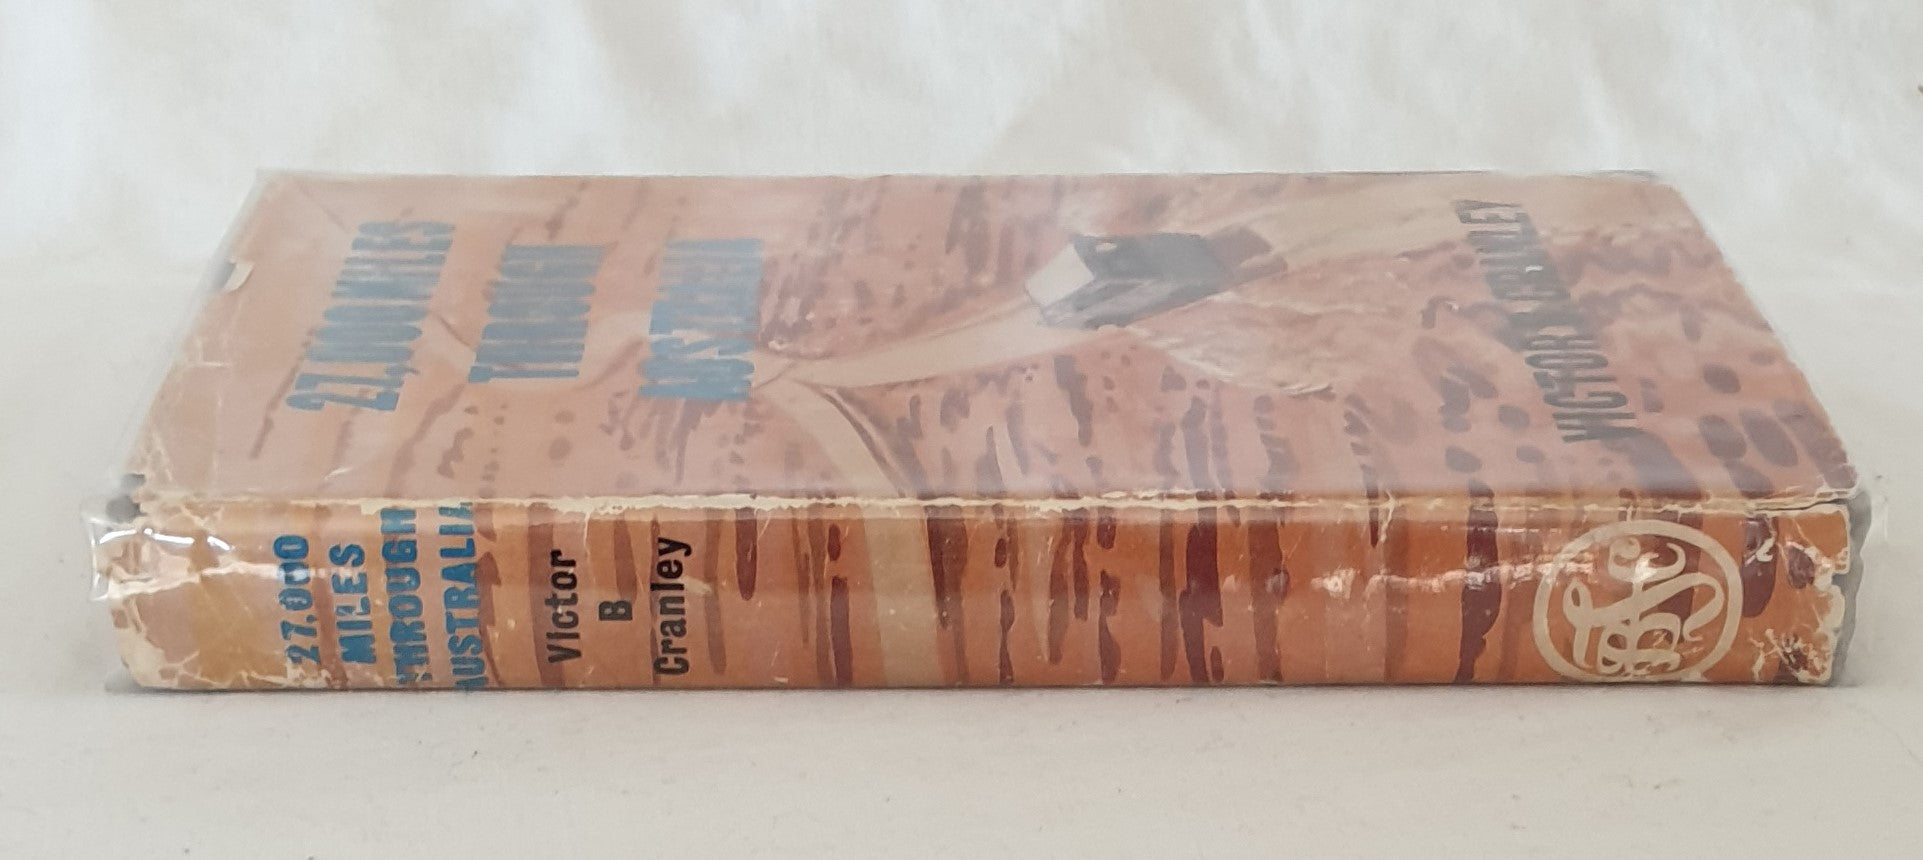 27,000 MILES
THROUGH
AUSTRALIA
VICTOR B CRANLEY
27.000
MILES
THROUGH
AUSTRALIA
Victor
B
Cranley